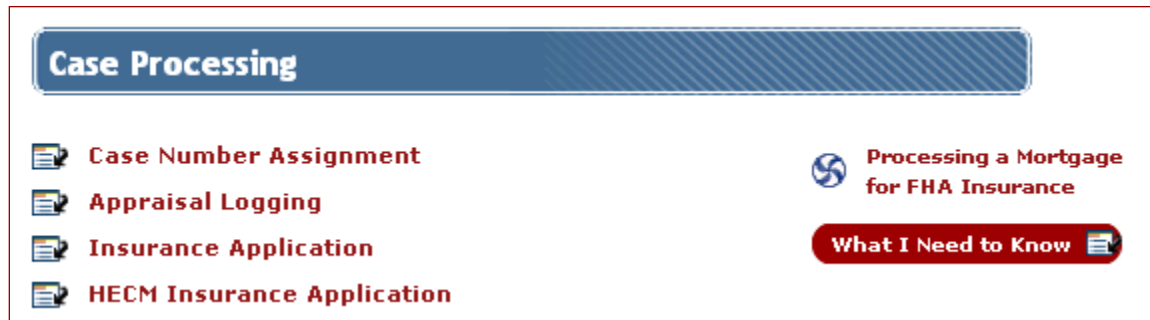 Case Processing
Case Number Assignment
Appraisal Logging
Insurance Application
HECM Insurance Application
Processing a Mortgage
for FHA Insurance
What I Need to Know